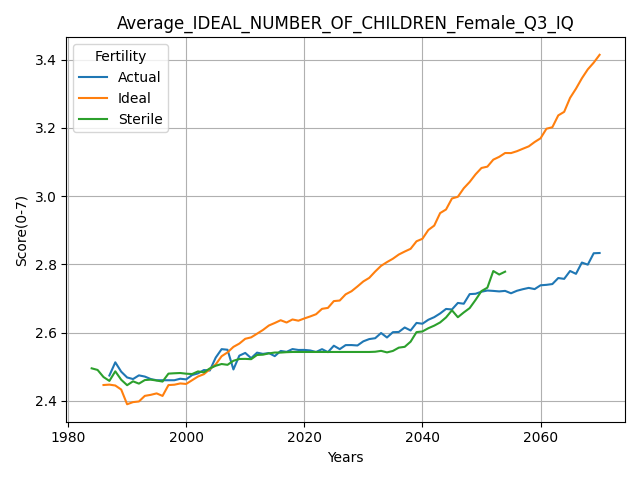 Average_IDEAL_NUMBER_OF_CHILDREN_Female_Q3_IQ
Fertility
Actual
Ideal
Sterile
Score(0-7)
3.4
3.2
3.0
2.8
2.6
2.4
1980
2000
2020
2040
2060
Years